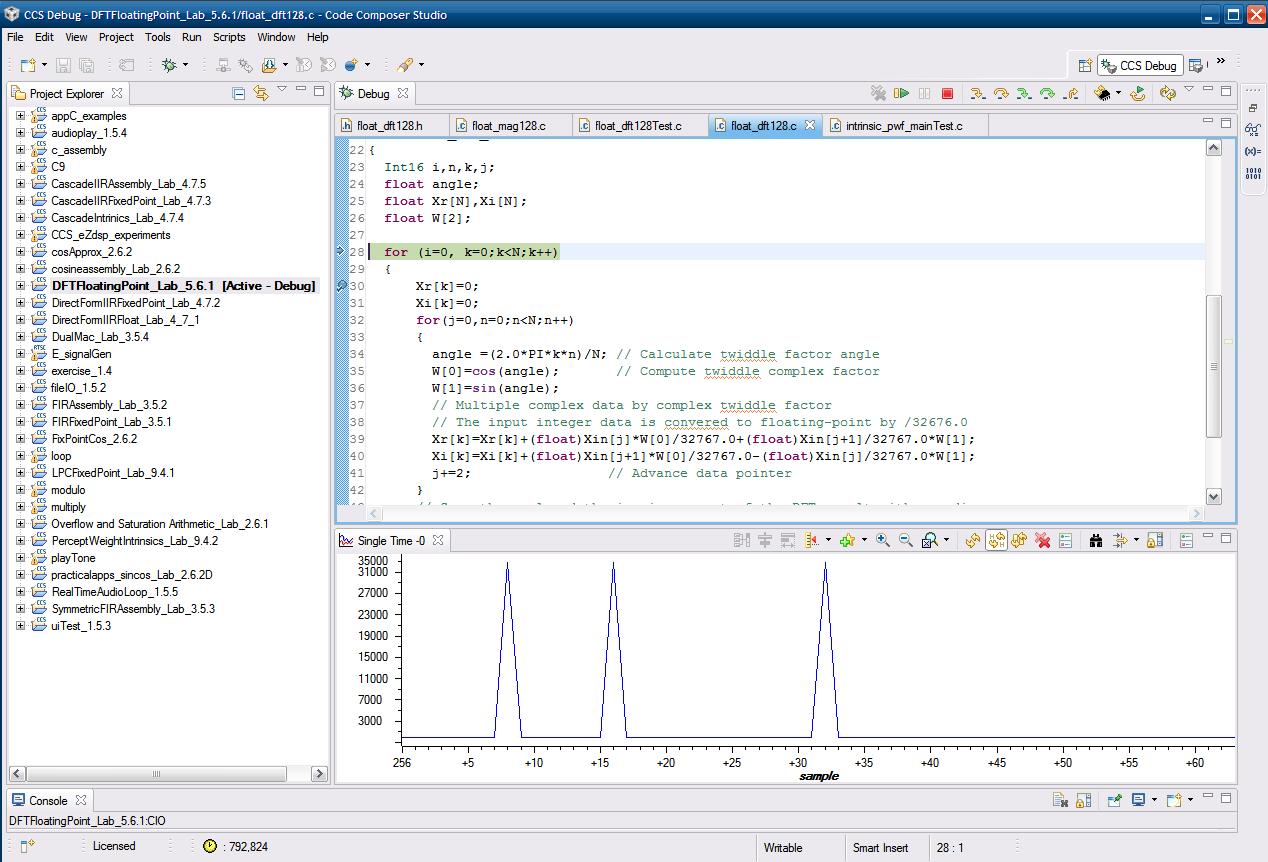 CCS Debug - DFTFloatingPoint_Lab_5.6.1/float_dft128.c - Code Composer Studio
File Edit View Project Tools Run Scripts Window Help
CCS Debug
Project Explorer
appC_examples
audioplay_1.5.4
c_assembly
C9
CascadeIIRAssembly_Lab_4.7.5
CascadeIIRFixedPoint_Lab_4.7.3
CascadeIntrinics_Lab_4.7.4
CCS_eZdsp_experiments
cosApprox_2.6.2
cosineassembly_Lab_2.6.2
DFTFloatingPoint_Lab_5.6.1 [Active - Debug]
DirectFormIIRFixedPoint_Lab_4.7.2
DirectFormIIRFloat_Lab_4_7_1
DualMac_Lab_3.5.4
E_signalGen
exercise_1.4
fileIO_1.5.2
FIRAssembly_Lab_3.5.2
FIRFixedPoint_Lab_3.5.1
FixPointCos_2.6.2
loop
LPCFixedPoint_Lab_9.4.1
modulo
multiply
Overflow and Saturation Arithmetic_Lab_2.6.1
PerceptWeightIntrinsics_Lab_9.4.2
playTone
practicalapps_sincos_Lab_2.6.2D
RealTimeAudioLoop_1.5.5
SymmetricFIRAssembly_Lab_3.5.3
uiTest_1.5.3
Debug
float_dft128.h float_mag128.c float_dft128Test.c float_dft128.c intrinsic_pwf_mainTest.c
22 {
23 Int16 i,n,k,j;
24 float angle;
25 float Xr[N],Xi[N];
26 float W[2];
27
28 for (i=0, k=0;k<N;k++)
29 {
30 Xr[k]=0;
31 Xi[k]=0;
32 for(j=0,n=0;n<N;n++)
33 {
34 angle =(2.0*PI*k*n)/N; // Calculate twiddle factor angle
35 W[0]=cos(angle); // Compute twiddle complex factor
36 W[1]=sin(angle);
37 // Multiple complex data by complex twiddle factor
38 // The input integer data is convered to floating-point by /32676.0
39 Xr[k]=Xr[k]+(float)Xin[j]*W[0]/32767.0+(float)Xin[j+1]/32767.0*W[1];
40 Xi[k]=Xi[k]+(float)Xin[j+1]*W[0]/32767.0-(float)Xin[j]/32767.0*W[1];
41 j+=2; // Advance data pointer
42 }
Single Time -0
35000
31000
27000
23000
19000
15000
11000
7000
3000
256 +5 +10 +15 +20 +25 +30 +35 +40 +45 +50 +55 +60
sample
Console
DFTFloatingPoint_Lab_5.6.1:CIO
Licensed : 792,824 Writable Smart Insert 28 : 1